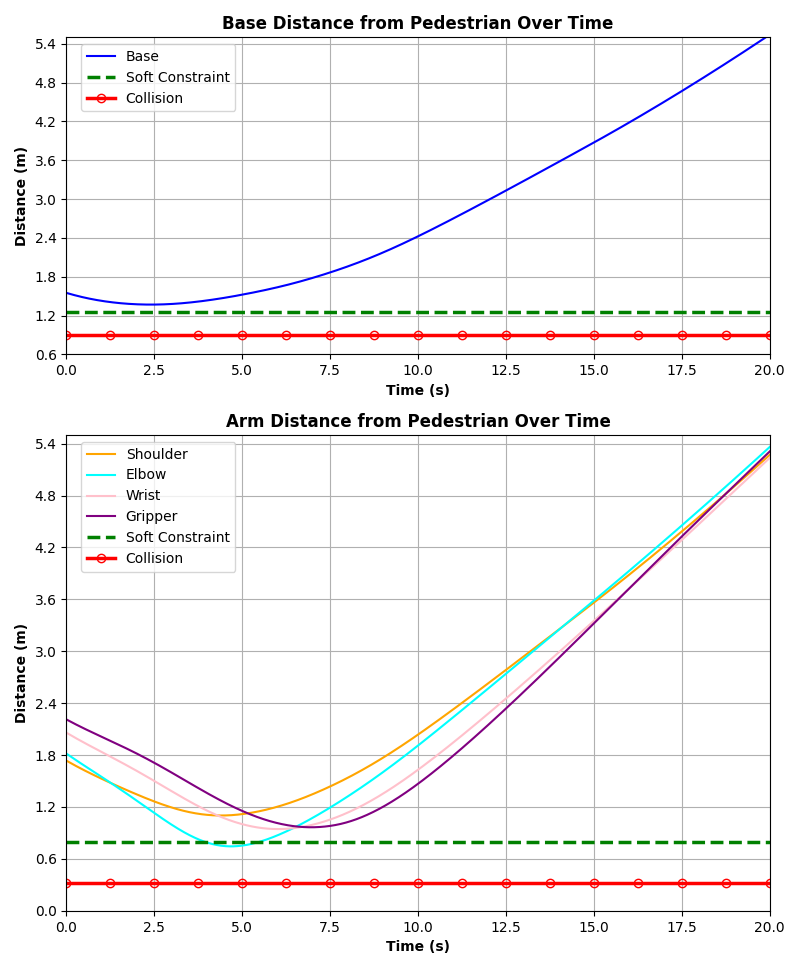 Base Distance from Pedestrian Over Time
5.4
4.8
4.2
3.6
3.0
2.4
1.8
1.2
0.6
Distance (m)
Base
Soft Constraint
Collision
0.0 2.5 5.0 7.5 10.0 12.5 15.0 17.5 20.0
Time (s)
Arm Distance from Pedestrian Over Time
5.4
4.8
4.2
3.6
3.0
2.4
1.8
1.2
0.6
0.0
Distance (m)
Shoulder
Elbow
Wrist
Gripper
Soft Constraint
Collision
0.0 2.5 5.0 7.5 10.0 12.5 15.0 17.5 20.0
Time (s)